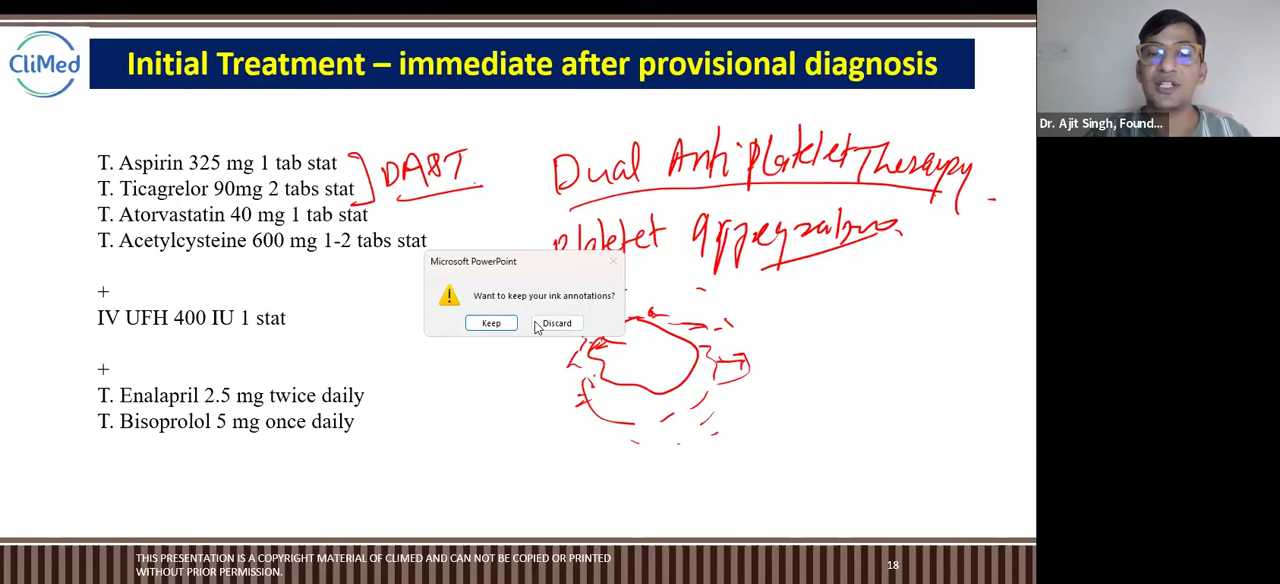 CliMed
Initial Treatment – immediate after provisional diagnosis
Dr. Ajit Singh, Found...
T. Aspirin 325 mg 1 tab stat
T. Ticagrelor 90mg 2 tabs stat
T. Atorvastatin 40 mg 1 tab stat
T. Acetylcysteine 600 mg 1-2 tabs stat
Dual Antiplatelet Therapy
Platelet
Microsoft PowerPoint
Want to keep your ink annotations?
Keep
Discard
+
IV UFH 400 IU 1 stat
+
T. Enalapril 2.5 mg twice daily
T. Bisoprolol 5 mg once daily
THIS PRESENTATION IS A COPYRIGHT MATERIAL OF CLIMED AND CAN NOT BE COPIED OR PRINTED
WITHOUT PRIOR PERMISSION.
18